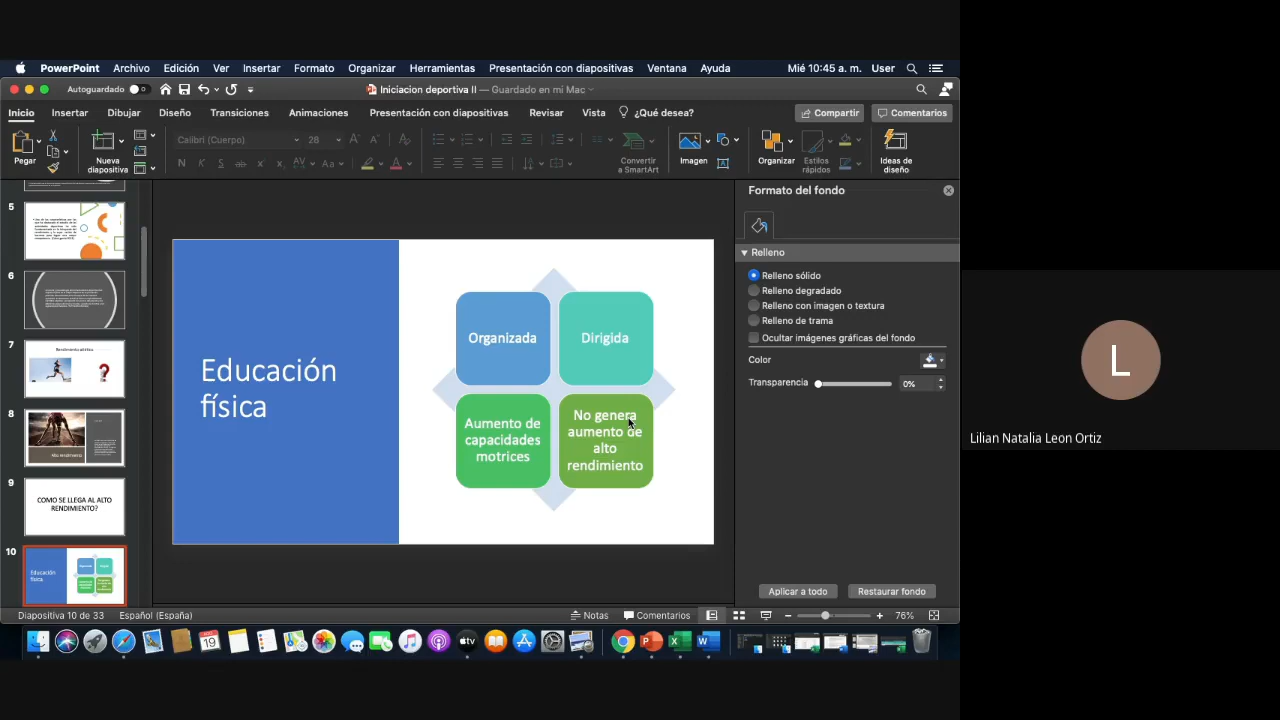 PowerPoint Archivo Edición Ver Insertar Formato Organizar Herramientas Presentación con diapositivas Ventana Ayuda Mié 10:45 a. m. User
Autoguardado Iniciacion deportiva II — Guardado en mi Mac
Inicio Insertar Dibujar Diseño Transiciones Animaciones Presentación con diapositivas Revisar Vista ¿Qué desea? Compartir Comentarios
Calibri (Cuerpo) 28
Pegar
Nueva
diapositiva
Convertir
a SmartArt
Imagen
Organizar
Estilos
rápidos
Ideas de
diseño
5
6
7
Rendimiento atlético
8
Alto rendimiento
9
COMO SE LLEGA AL ALTO
RENDIMIENTO?
10
Educación
física
Educación
física
Organizada
Dirigida
Aumento de
capacidades
motrices
No genera
aumento de
alto
rendimiento
Formato del fondo
Relleno
Relleno sólido
Relleno degradado
Relleno con imagen o textura
Relleno de trama
Ocultar imágenes gráficas del fondo
Color
Transparencia 0%
Aplicar a todo Restaurar fondo
Diapositiva 10 de 33 Español (España) Notas Comentarios 76%
L
Lilian Natalia Leon Ortiz